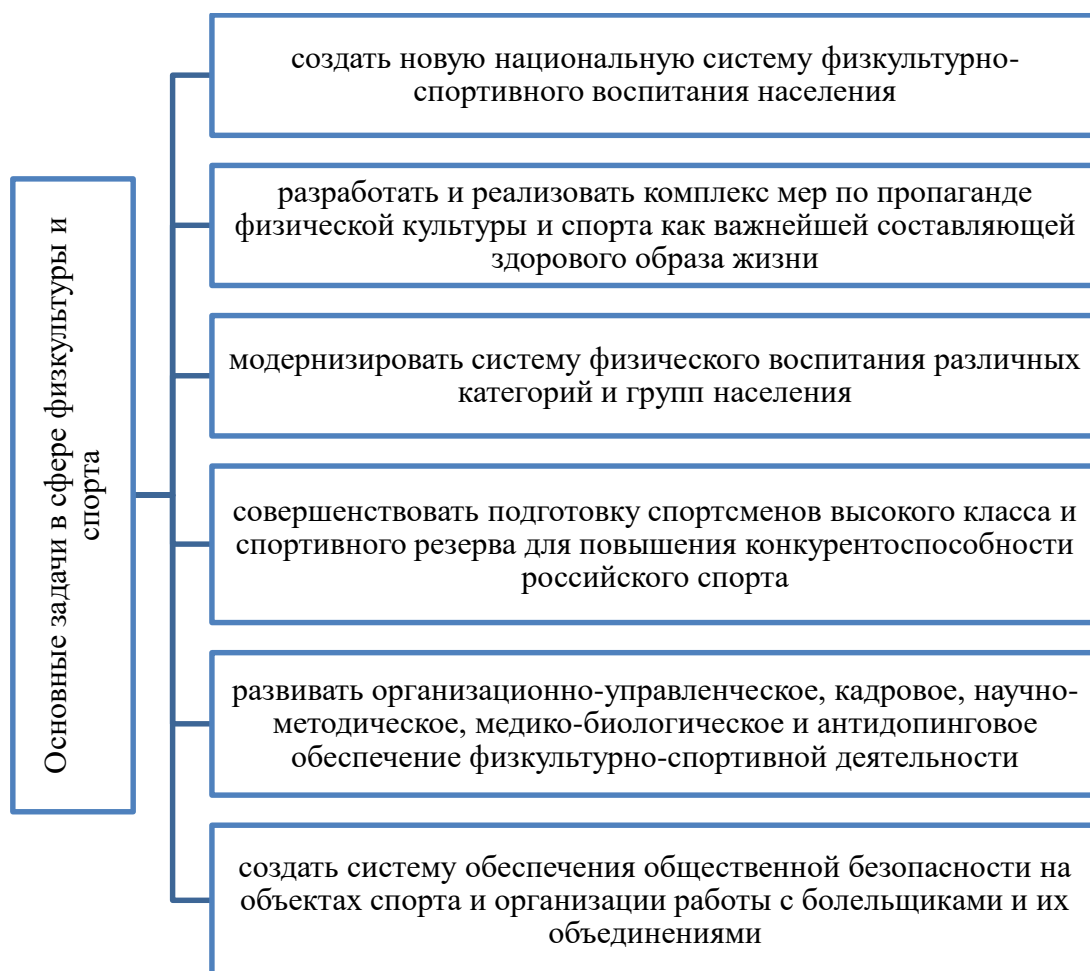 Основные задачи в сфере физкультуры и
спорта
создать новую национальную систему физкультурно-
спортивного воспитания населения
разработать и реализовать комплекс мер по пропаганде
физической культуры и спорта как важнейшей составляющей
здорового образа жизни
модернизировать систему физического воспитания различных
категорий и групп населения
совершенствовать подготовку спортсменов высокого класса и
спортивного резерва для повышения конкурентоспособности
российского спорта
развивать организационно-управленческое, кадровое, научно-
методическое, медико-биологическое и антидопинговое
обеспечение физкультурно-спортивной деятельности
создать систему обеспечения общественной безопасности на
объектах спорта и организации работы с болельщиками и их
объединениями